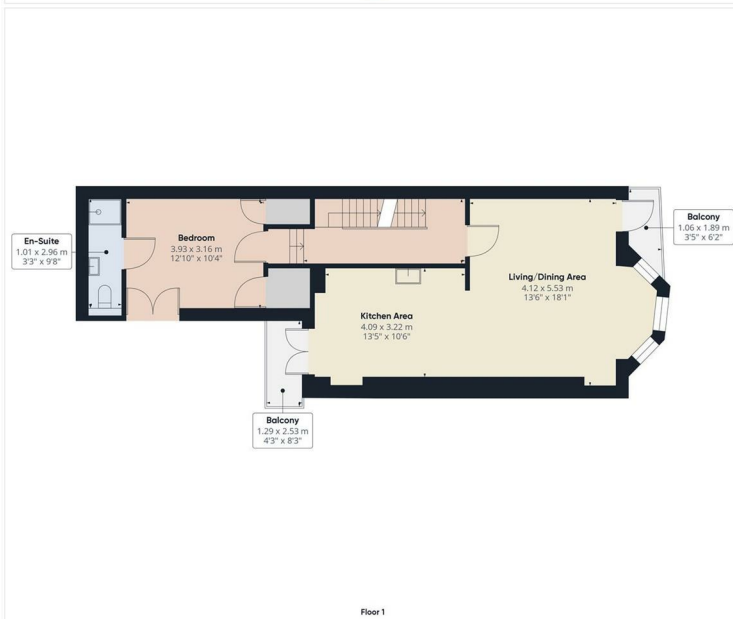 Balcony
1.06 x 1.89 m
3'5" x 6'2"
En-Suite
1.01 x 2.96 m
3'3" x 9'8"
Bedroom
3.93 x 3.16 m
12'10" x 10'4"
Living/Dining Area
4.12 x 5.53 m
13'6" x 18'1"
Kitchen Area
4.09 x 3.22 m
13'5" x 10'6"
Balcony
1.29 x 2.53 m
4'3" x 8'3"
Floor 1